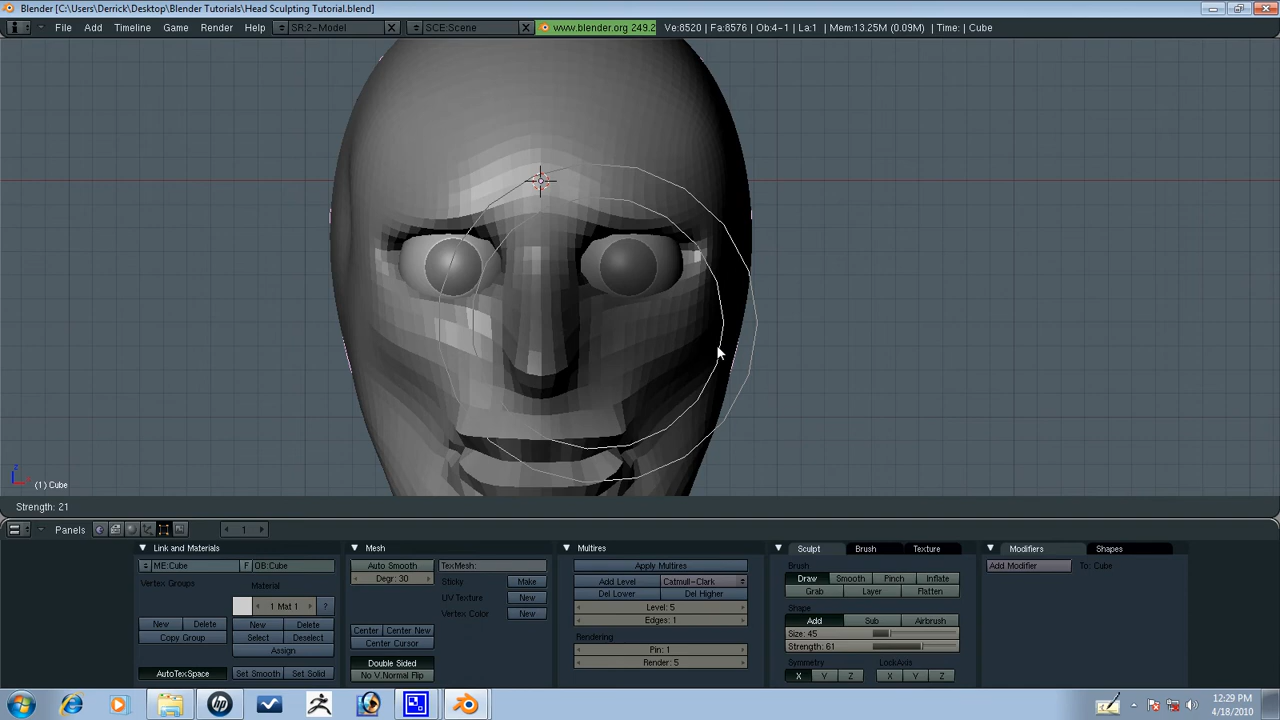 Blender [C:\Users\Derrick\Desktop\Blender Tutorials\Head Sculpting Tutorial.blend]
File Add Timeline Game Render Help SR:2-Model SCE:Scene www.blender.org 249.2 Ve:8520 | Fa:8576 | Ob:4-1 | La:1 | Mem:13.25M (0.09M) | Time: | Cube
z
(1) Cube
Strength: 21
Panels 1
Link and Materials Mesh Multires Sculpt Brush Texture Modifiers Shapes
ME:Cube F OB:Cube Auto Smooth TexMesh: Apply Multires Brush Add Modifier To: Cube
Vertex Groups Material Degr: 30 Sticky Make Add Level Catmull-Clark Draw Smooth Pinch Inflate
UV Texture New Del Lower Del Higher Grab Layer Flatten
1 Mat 1 ? Vertex Color New Level: 5 Shape
New Delete New Delete Center Center New Edges: 1 Add Sub Airbrush
Copy Group Select Deselect Center Cursor Rendering Size: 45
Assign Pin: 1 Strength: 61
Double Sided Render: 5 Symmetry LockAxis
AutoTexSpace Set Smooth Set Solid No V.Normal Flip X Y Z X Y Z
12:29 PM
4/18/2010